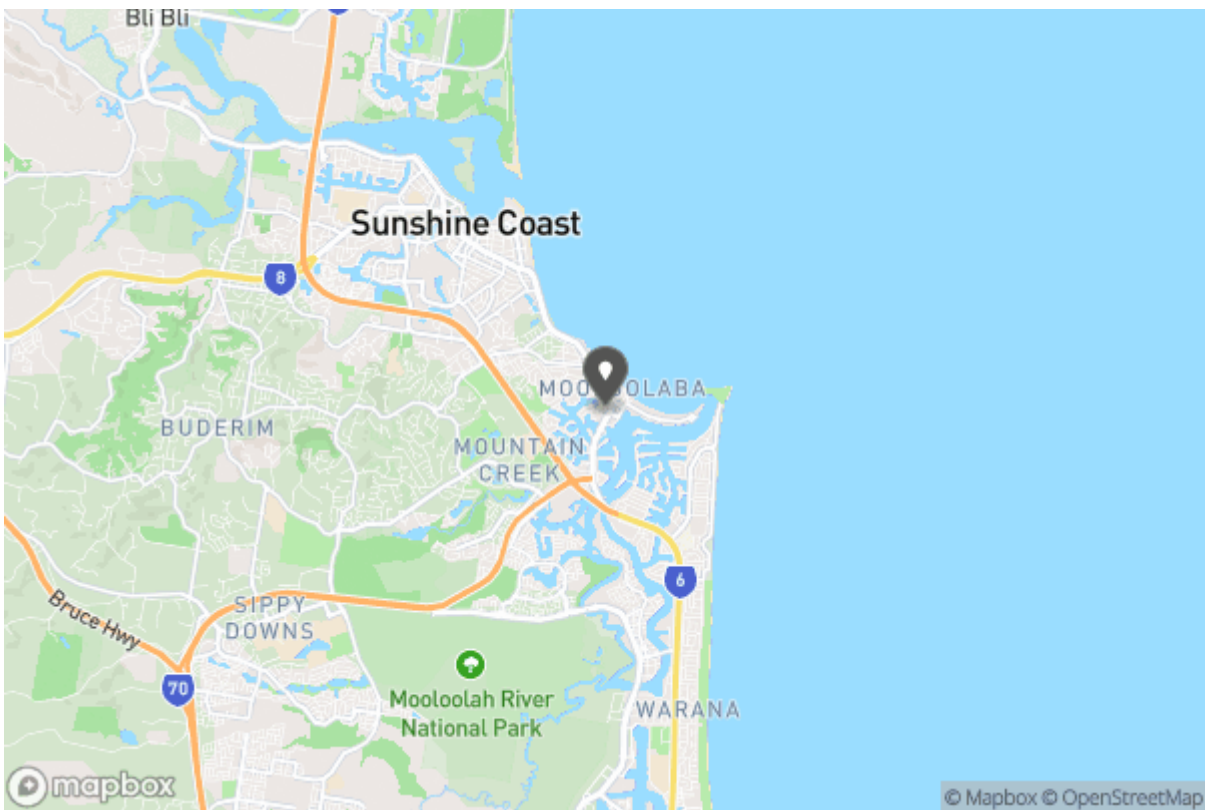 Bli Bli
Sunshine Coast
8
MOOLOOLABA
BUDERIM
MOUNTAIN
CREEK
6
SIPPY
DOWNS
Bruce Hwy
70
Mooloolah River
National Park
WARANA
mapbox
© Mapbox © OpenStreetMap